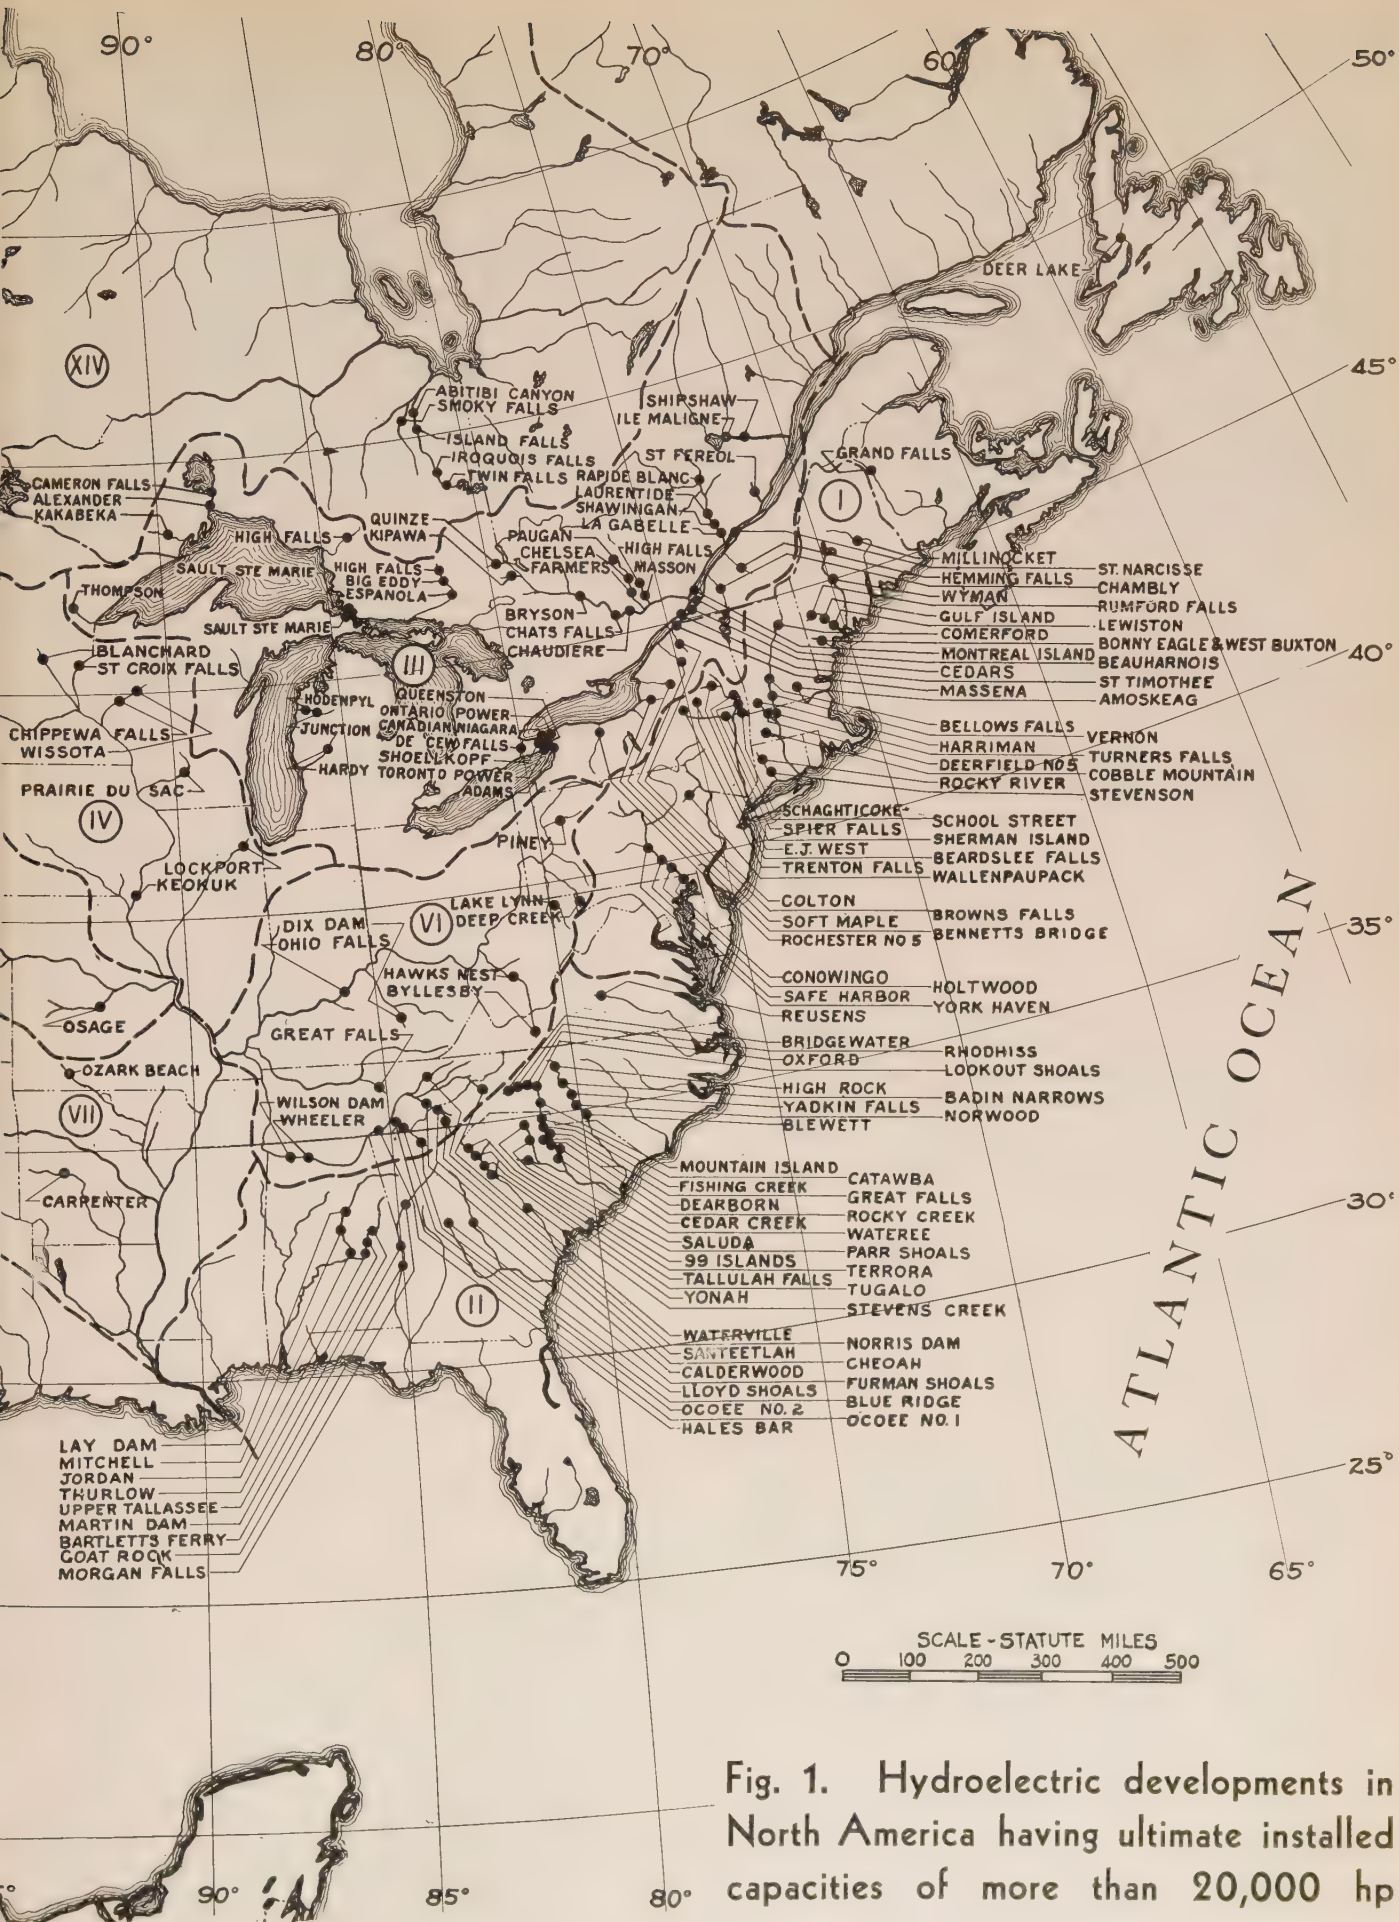 90°
80°
70°
60°
50°
DEER LAKE
45°
XIV
ABITIBI CANYON
SMOKY FALLS
ISLAND FALLS
IROQUOIS FALLS
TWIN FALLS
SHIPSHAW
ILE MALIGNE
ST FEREOL
RAPIDE BLANC
LAURENTIDE
SHAWINIGAN
LA GABELLE
GRAND FALLS
I
CAMERON FALLS
ALEXANDER
KAKABEKA
HIGH FALLS
QUINZE
KIPAWA
PAUGAN
CHELSEA
FARMERS
HIGH FALLS
MASSON
SAULT STE MARIE
HIGH FALLS
BIG EDDY
ESPANOLA
THOMPSON
SAULT STE MARIE
BRYSON
CHATS FALLS
CHAUDIERE
BLANCHARD
ST CROIX FALLS
III
HODENPYL
JUNCTION
HARDY
QUEENSTON
ONTARIO POWER
CANADIAN NIAGARA
DE CEW FALLS
SHOELLKOPF
TORONTO POWER
ADAMS
CHIPPEWA FALLS
WISSOTA
PRAIRIE DU SAC
IV
MILLINOCKET
ST. NARCISSE
HEMMING FALLS
CHAMBLY
WYMAN
RUMFORD FALLS
GULF ISLAND
LEWISTON
COMERFORD
BONNY EAGLE & WEST BUXTON
MONTREAL ISLAND
BEAUHARNOIS
CEDARS
ST TIMOTHEE
MASSENA
AMOSKEAG
40°
BELLOWS FALLS
VERNON
HARRIMAN
TURNERS FALLS
DEERFIELD NO5
COBBLE MOUNTAIN
ROCKY RIVER
STEVENSON
SCHAGHTICOKE
SCHOOL STREET
SPIER FALLS
SHERMAN ISLAND
E.J. WEST
BEARDSLEE FALLS
TRENTON FALLS
WALLENPAUPACK
PINEY
LOCKPORT
KEOKUK
COLTON
BROWNS FALLS
SOFT MAPLE
BENNETTS BRIDGE
ROCHESTER NO 5
35°
LAKE LYNN
DEEP CREEK
VI
DIX DAM
OHIO FALLS
HAWKS NEST
BYLLESBY
CONOWINGO
HOLTWOOD
SAFE HARBOR
YORK HAVEN
REUSENS
OSAGE
GREAT FALLS
BRIDGEWATER
RHODHISS
OXFORD
LOOKOUT SHOALS
OZARK BEACH
HIGH ROCK
BADIN NARROWS
YADKIN FALLS
NORWOOD
BLEWETT
VII
WILSON DAM
WHEELER
CARRENTER
MOUNTAIN ISLAND
CATAWBA
FISHING CREEK
GREAT FALLS
DEARBORN
ROCKY CREEK
CEDAR CREEK
WATEREE
SALUDA
PARR SHOALS
99 ISLANDS
TERRORA
TALLULAH FALLS
TUGALO
YONAH
STEVENS CREEK
30°
ATLANTIC OCEAN
II
WATERVILLE
NORRIS DAM
SANTEETLAH
CHEOAH
CALDERWOOD
FURMAN SHOALS
LLOYD SHOALS
BLUE RIDGE
OCOEE NO. 2
OCOEE NO. 1
HALES BAR
25°
LAY DAM
MITCHELL
JORDAN
THURLOW
UPPER TALLASSEE
MARTIN DAM
BARTLETTS FERRY
GOAT ROCK
MORGAN FALLS
75°
70°
65°
SCALE - STATUTE MILES
0 100 200 300 400 500
90°
85°
80°
Fig. 1. Hydroelectric developments in
North America having ultimate installed
capacities of more than 20,000 hp